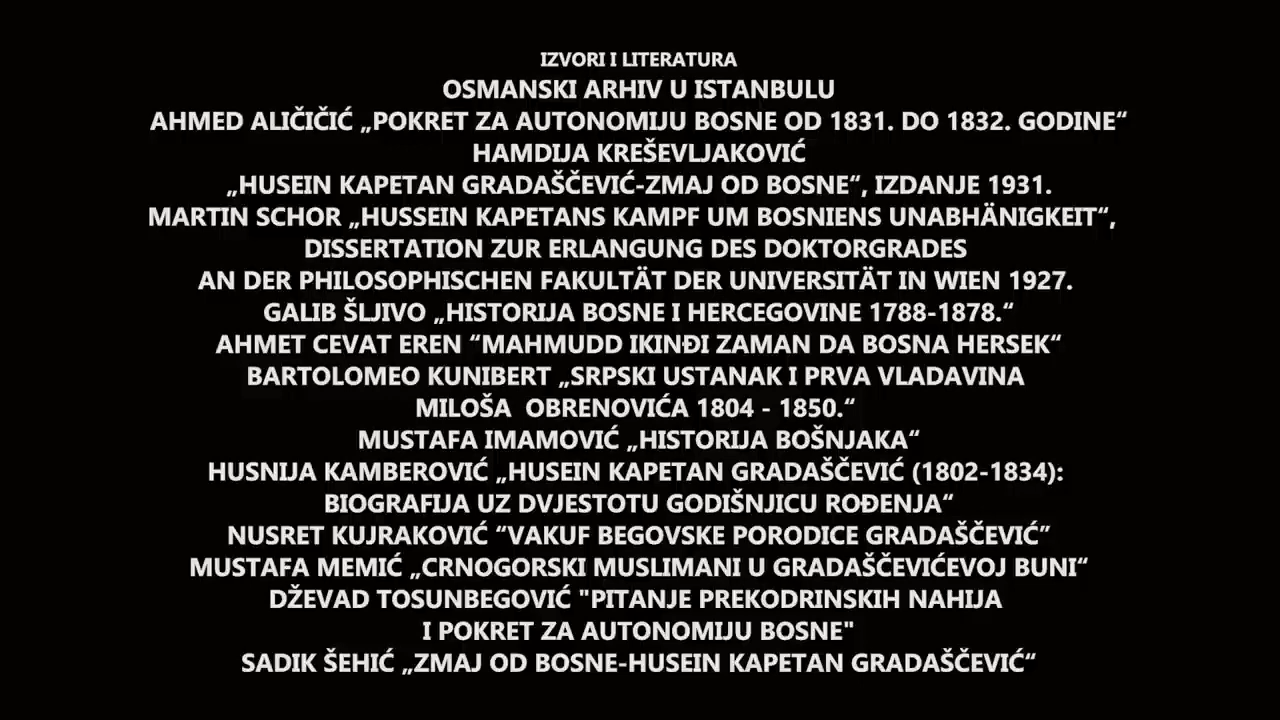 IZVORI I LITERATURA
OSMANSKI ARHIV U ISTANBULU
AHMED ALIČIČIĆ „POKRET ZA AUTONOMIJU BOSNE OD 1831. DO 1832. GODINE“
HAMDIJA KREŠEVLJAKOVIĆ
„HUSEIN KAPETAN GRADAŠČEVIĆ-ZMAJ OD BOSNE“, IZDANJE 1931.
MARTIN SCHOR „HUSSEIN KAPETANS KAMPF UM BOSNIENS UNABHÄNIGKEIT“,
DISSERTATION ZUR ERLANGUNG DES DOKTORGRADES
AN DER PHILOSOPHISCHEN FAKULTÄT DER UNIVERSITÄT IN WIEN 1927.
GALIB ŠLJIVO „HISTORIJA BOSNE I HERCEGOVINE 1788-1878.“
AHMET CEVAT EREN “MAHMUDD IKINĐI ZAMAN DA BOSNA HERSEK“
BARTOLOMEO KUNIBERT „SRPSKI USTANAK I PRVA VLADAVINA
MILOŠA  OBRENOVIĆA 1804 - 1850.“
MUSTAFA IMAMOVIĆ „HISTORIJA BOŠNJAKA“
HUSNIJA KAMBEROVIĆ „HUSEIN KAPETAN GRADAŠČEVIĆ (1802-1834):
BIOGRAFIJA UZ DVJESTOTU GODIŠNJICU ROĐENJA“
NUSRET KUJRAKOVIĆ “VAKUF BEGOVSKE PORODICE GRADAŠČEVIĆ”
MUSTAFA MEMIĆ „CRNOGORSKI MUSLIMANI U GRADAŠČEVIĆEVOJ BUNI“
DŽEVAD TOSUNBEGOVIĆ "PITANJE PREKODRINSKIH NAHIJA
I POKRET ZA AUTONOMIJU BOSNE"
SADIK ŠEHIĆ „ZMAJ OD BOSNE-HUSEIN KAPETAN GRADAŠČEVIĆ“